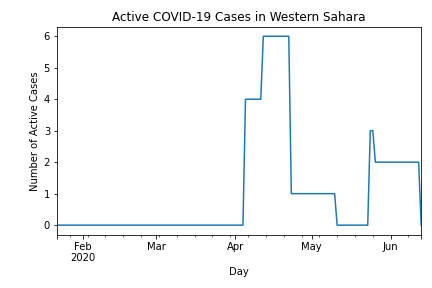 Active COVID-19 Cases in Western Sahara
Number of Active Cases
6
5
4
3
2
1
0
Feb Mar Apr May Jun
2020
Day